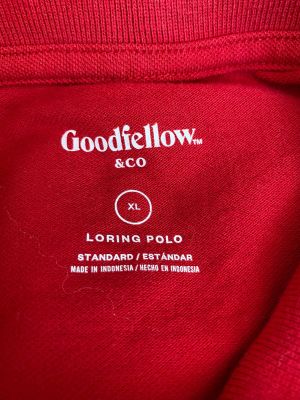 Goodfellow™
&CO
XL
LORING POLO
STANDARD / ESTÁNDAR
MADE IN INDONESIA / HECHO EN INDONESIA